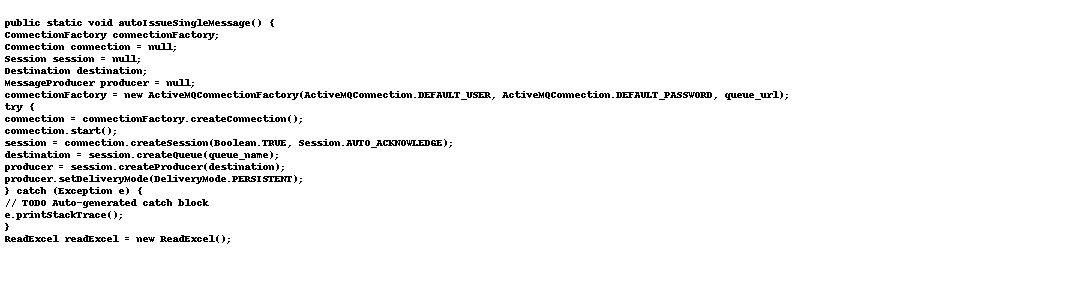 public static void autoIssueSingleMessage() {
ConnectionFactory connectionFactory;
Connection connection = null;
Session session = null;
Destination destination;
MessageProducer producer = null;
connectionFactory = new ActiveMQConnectionFactory(ActiveMQConnection.DEFAULT_USER, ActiveMQConnection.DEFAULT_PASSWORD, queue_url);
try {
connection = connectionFactory.createConnection();
connection.start();
session = connection.createSession(Boolean.TRUE, Session.AUTO_ACKNOWLEDGE);
destination = session.createQueue(queue_name);
producer = session.createProducer(destination);
producer.setDeliveryMode(DeliveryMode.PERSISTENT);
} catch (Exception e) {
// TODO Auto-generated catch block
e.printStackTrace();
}
ReadExcel readExcel = new ReadExcel();